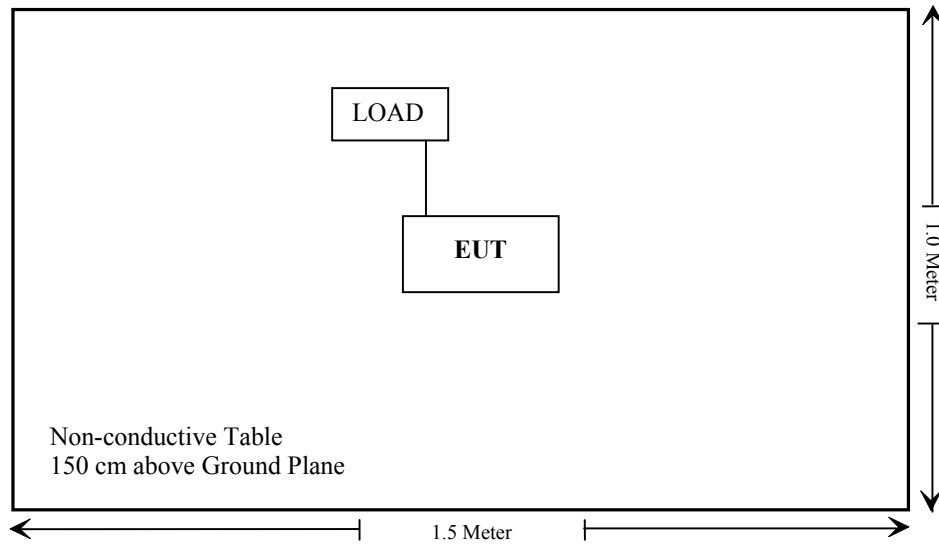 LOAD
EUT
1.0 Meter
Non-conductive Table
150 cm above Ground Plane
1.5 Meter